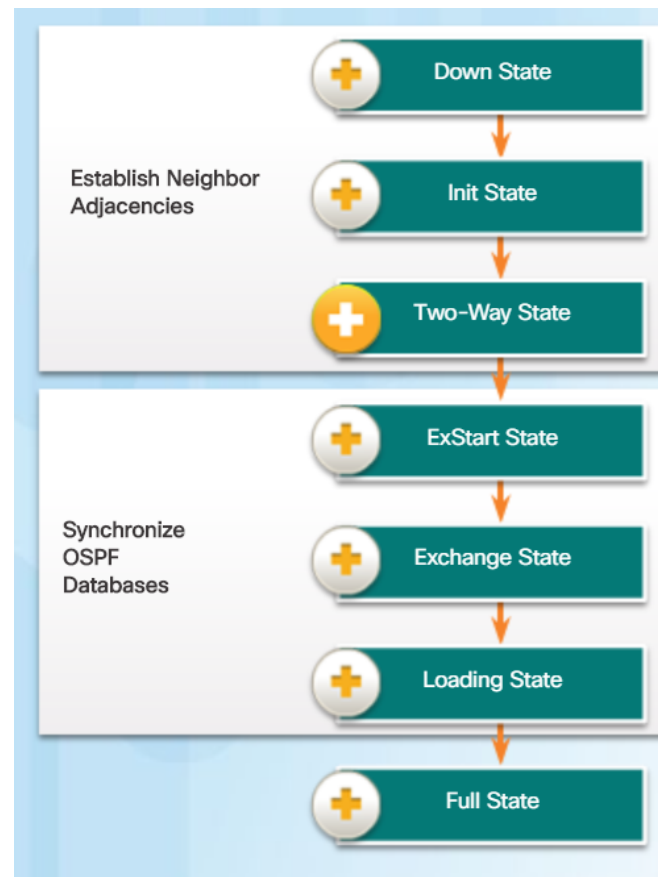 Down State
Establish Neighbor
Adjacencies
Init State
Two-Way State
ExStart State
Synchronize
OSPF
Databases
Exchange State
Loading State
Full State